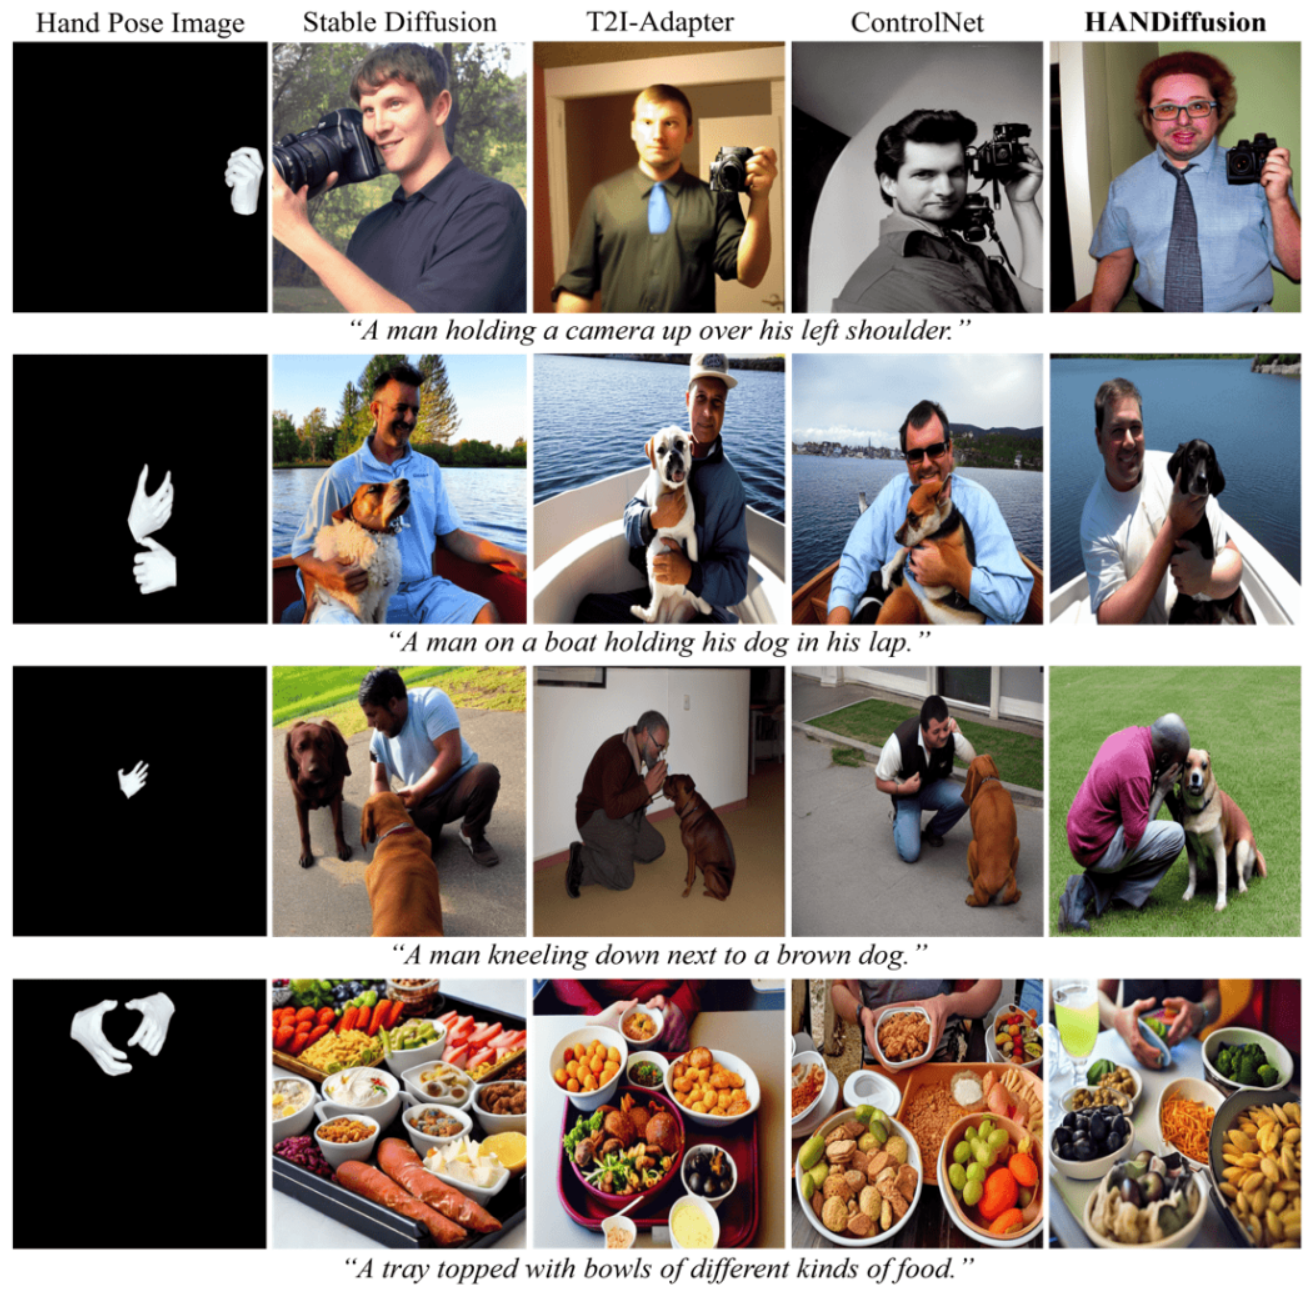 Hand Pose Image Stable Diffusion T2I-Adapter ControlNet HANDiffusion
“A man holding a camera up over his left shoulder.”
“A man on a boat holding his dog in his lap.”
“A man kneeling down next to a brown dog.”
“A tray topped with bowls of different kinds of food.”